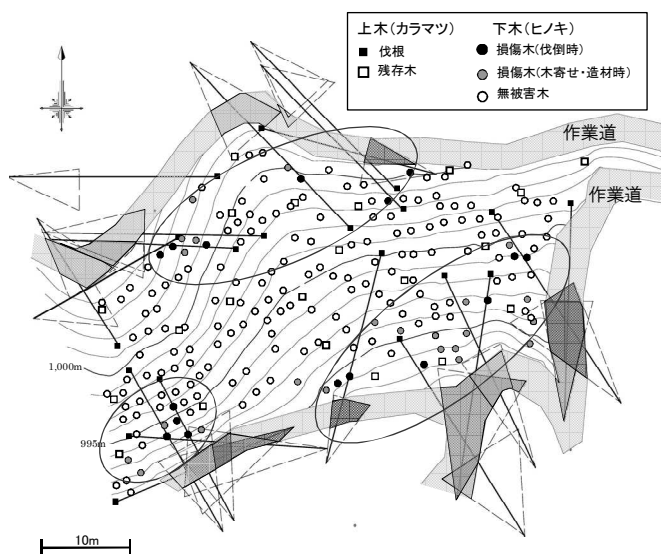 上木(カラマツ)
伐根
残存木
下木(ヒノキ)
損傷木(伐倒時)
損傷木(木寄せ・造材時)
無被害木
作業道
作業道
1,000m
995m
10m